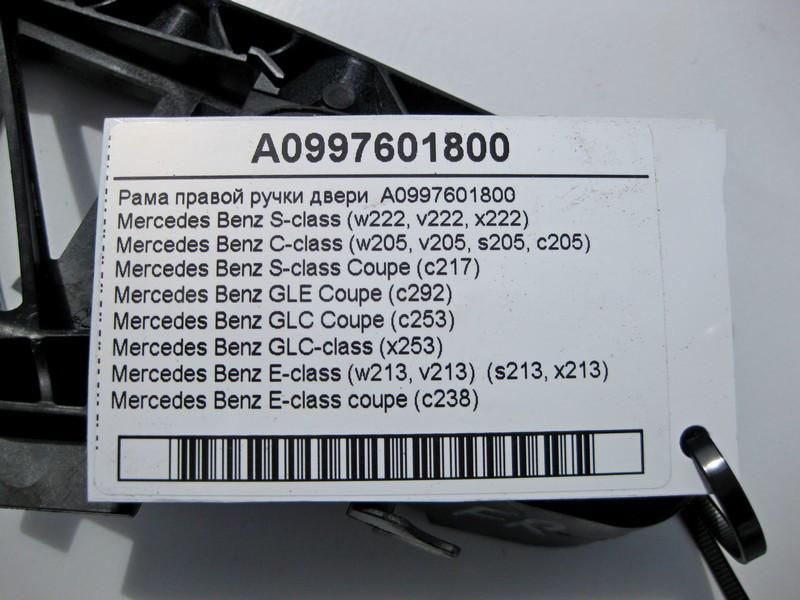 A0997601800
Рама правой ручки двери A0997601800
Mercedes Benz S-class (w222, v222, x222)
Mercedes Benz C-class (w205, v205, s205, c205)
Mercedes Benz S-class Coupe (c217)
Mercedes Benz GLE Coupe (c292)
Mercedes Benz GLC Coupe (c253)
Mercedes Benz GLC-class (x253)
Mercedes Benz E-class (w213, v213) (s213, x213)
Mercedes Benz E-class coupe (c238)
FR